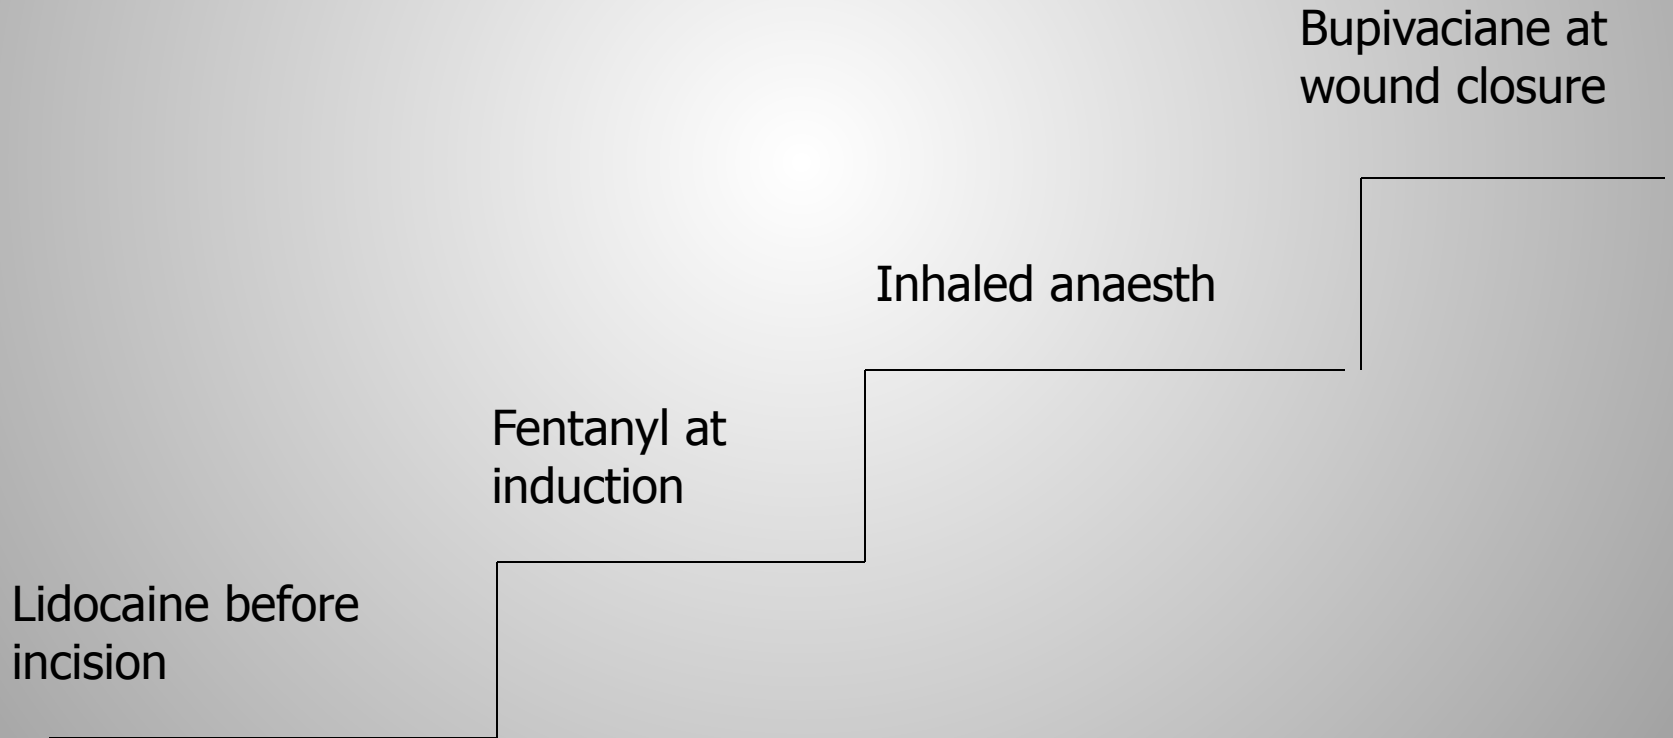 Bupivaciane at
wound closure
Inhaled anaesth
Fentanyl at
induction
Lidocaine before
incision